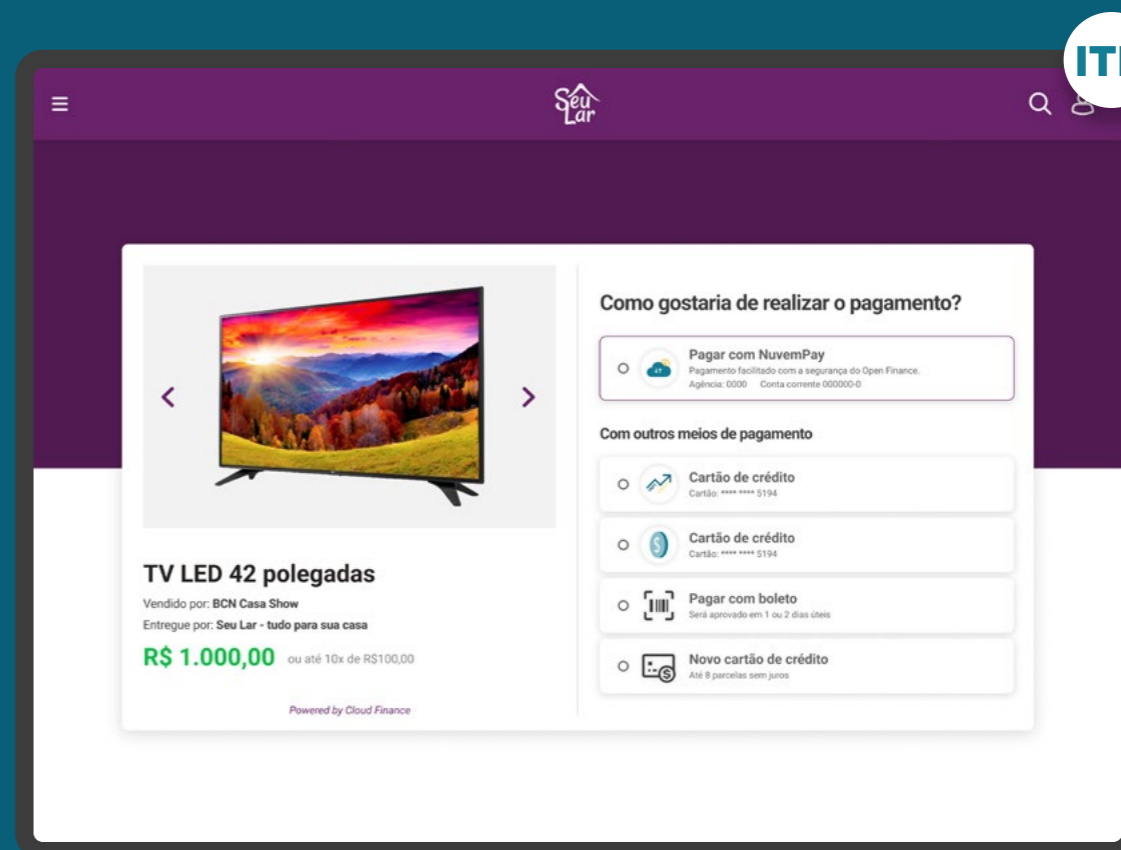 Seu
Lar
Como gostaria de realizar o pagamento?
Pagar com NuvemPay
Pagamento facilitado com a segurança do Open Finance.
Agência: 0000 Conta corrente 000000-0
Com outros meios de pagamento
Cartão de crédito
Cartão: **** **** 5194
Cartão de crédito
Cartão: **** **** 5194
Pagar com boleto
Será aprovado em 1 ou 2 dias úteis
Novo cartão de crédito
Até 8 parcelas sem juros
TV LED 42 polegadas
Vendido por: BCN Casa Show
Entregue por: Seu Lar - tudo para sua casa
R$ 1.000,00 ou até 10x de R$100,00
Powered by Cloud Finance